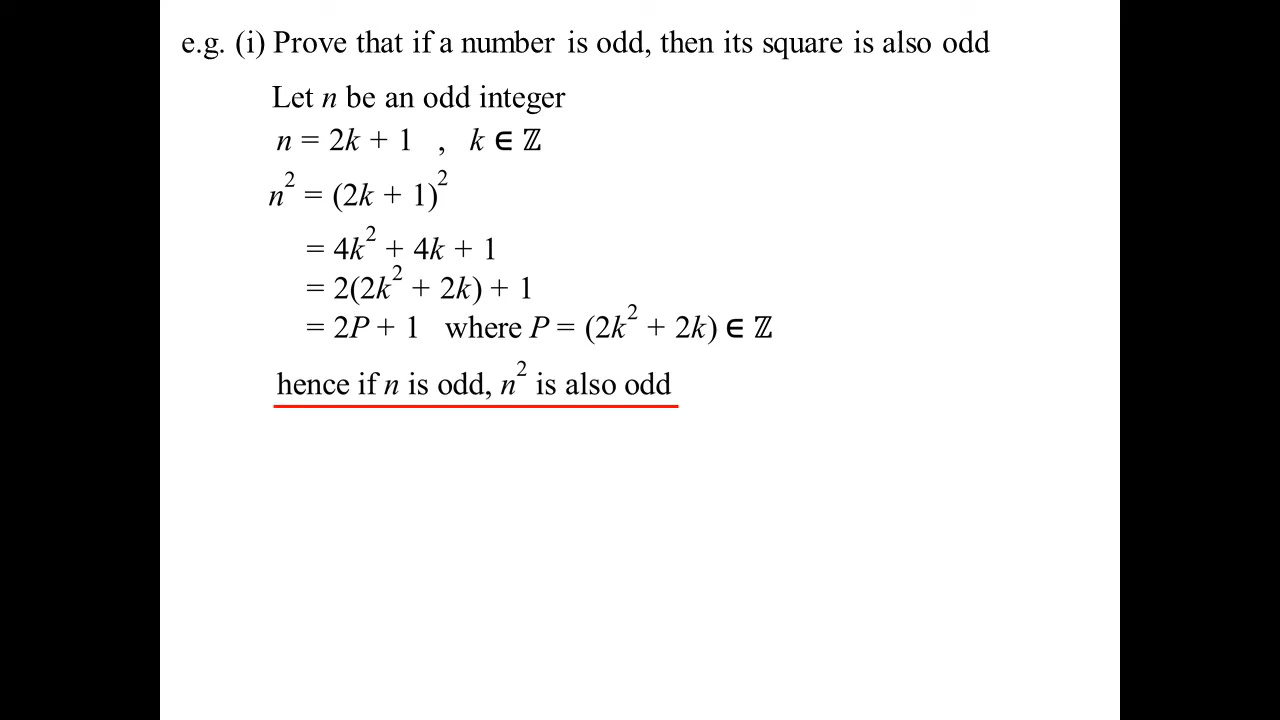 e.g. (i) Prove that if a number is odd, then its square is also odd
Let n be an odd integer
n = 2k + 1 , k ∈ ℤ
n² = (2k + 1)²
= 4k² + 4k + 1
= 2(2k² + 2k) + 1
= 2P + 1 where P = (2k² + 2k) ∈ ℤ
hence if n is odd, n² is also odd